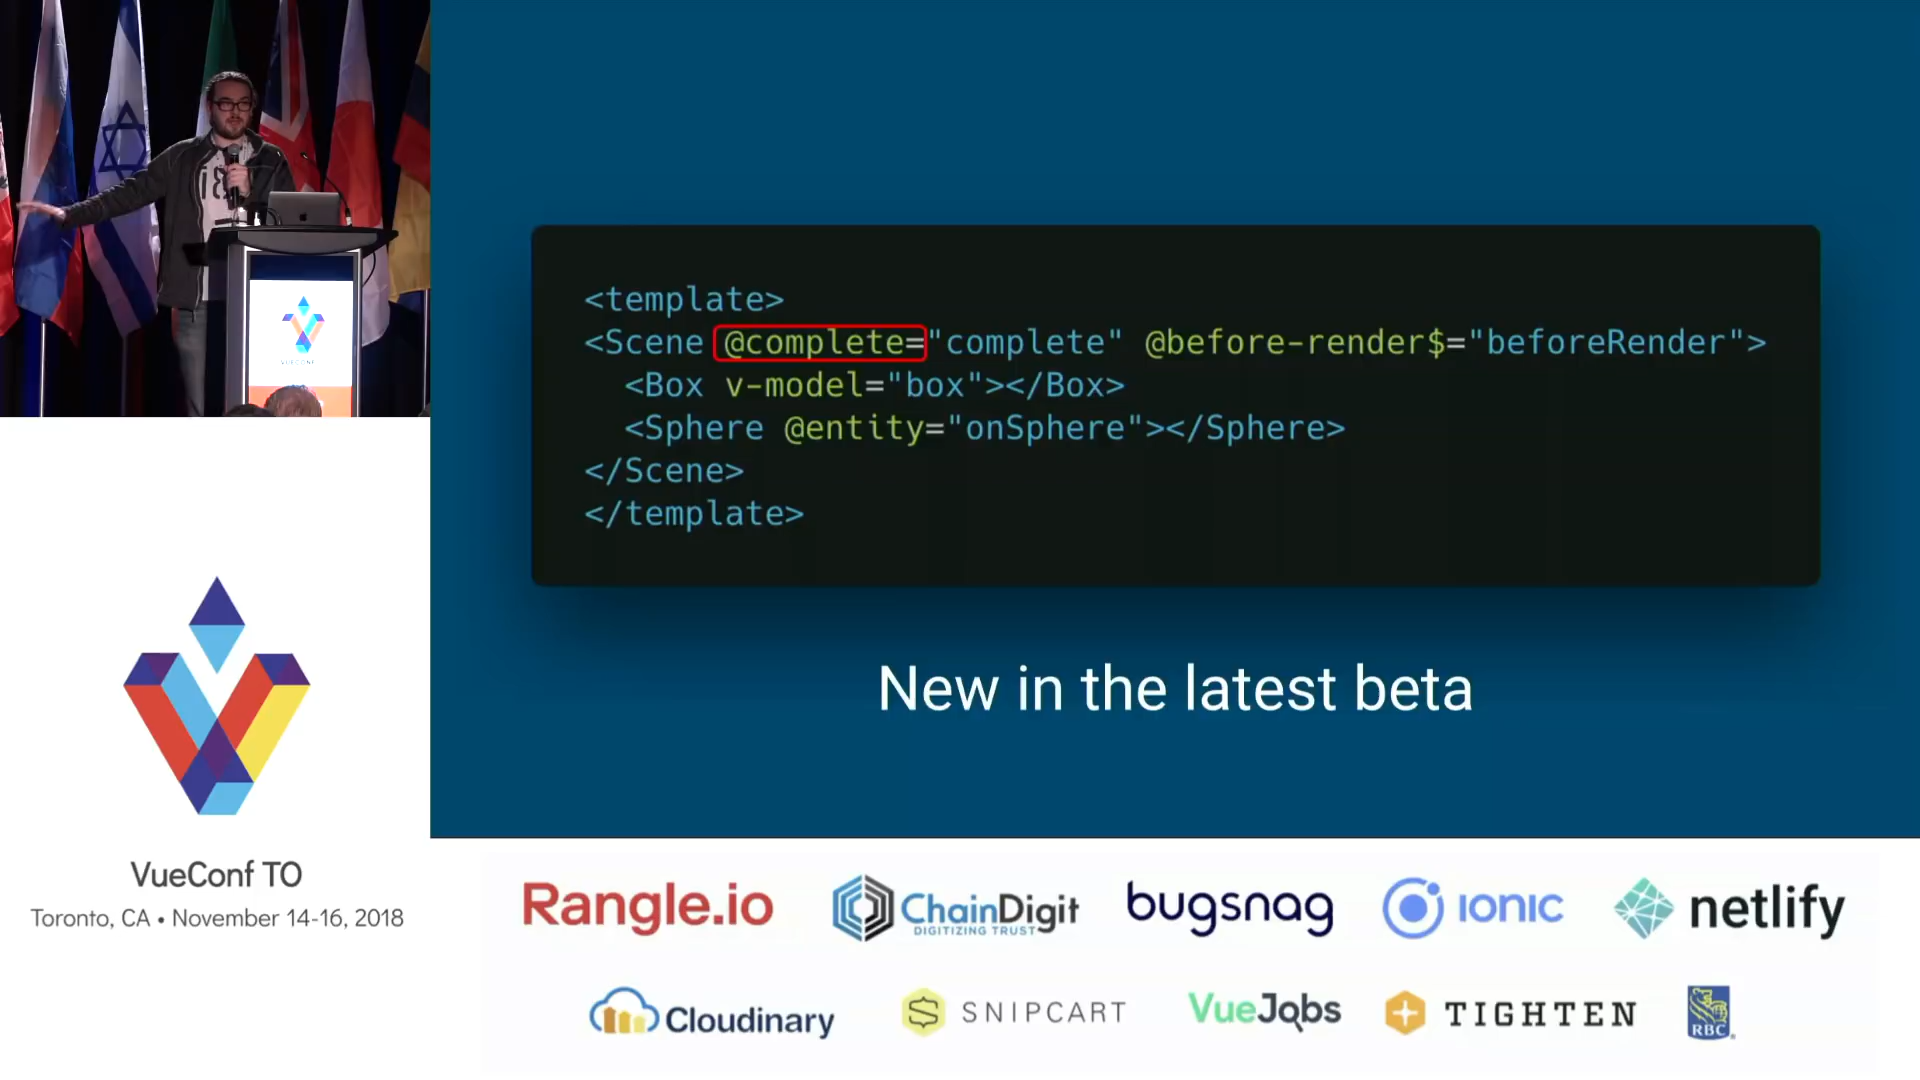 <template>
<Scene @complete="complete" @before-render$="beforeRender">
  <Box v-model="box"></Box>
  <Sphere @entity="onSphere"></Sphere>
</Scene>
</template>
New in the latest beta
VueConf TO
Toronto, CA • November 14-16, 2018
Rangle.io
ChainDigit
DIGITIZING TRUST
bugsnag
ionic
netlify
Cloudinary
SNIPCART
VueJobs
TIGHTEN
RBC